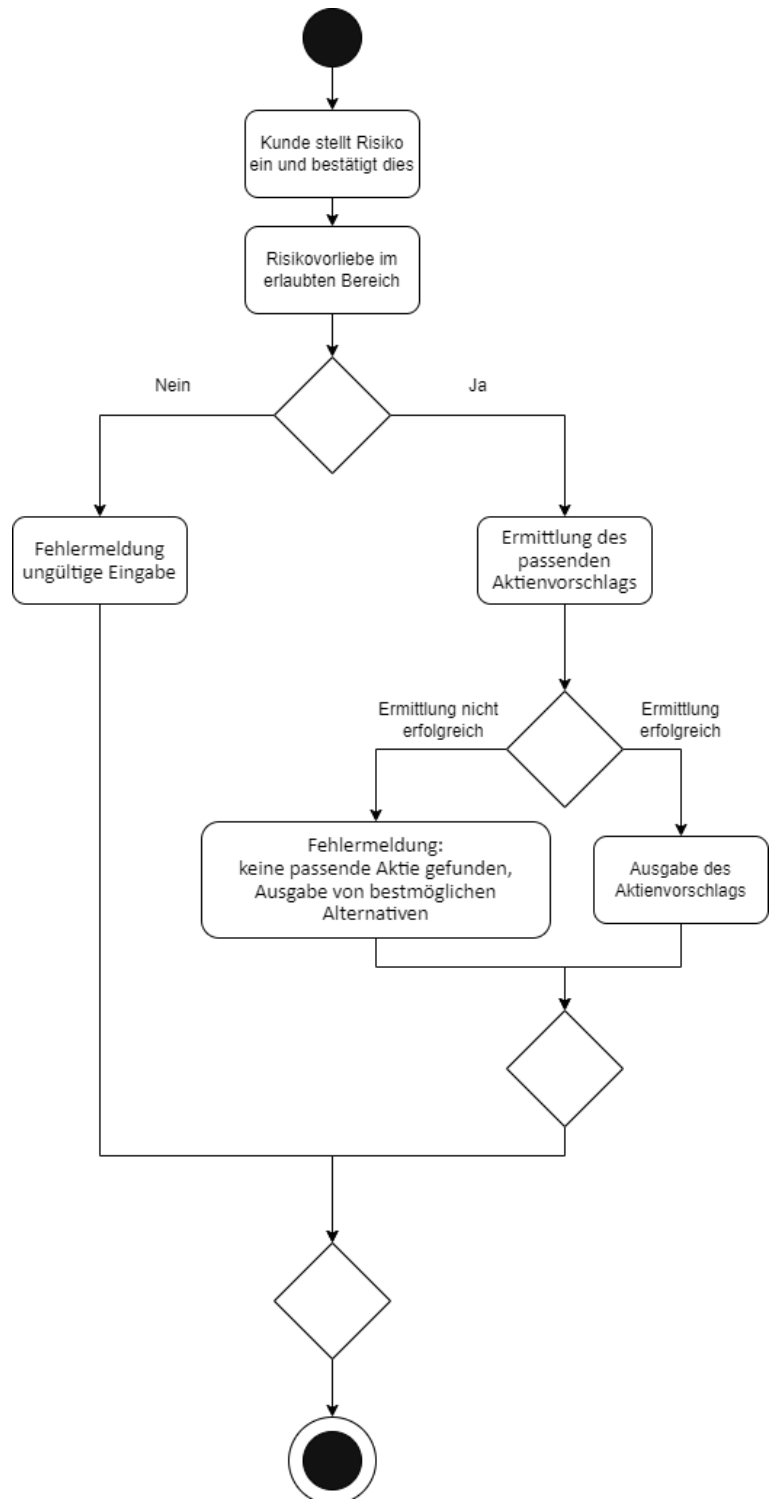 Kunde stellt Risiko
ein und bestätigt dies
Risikovorliebe im
erlaubten Bereich
Nein
Ja
Fehlermeldung
ungültige Eingabe
Ermittlung des
passenden
Aktienvorschlags
Ermittlung nicht
erfolgreich
Ermittlung
erfolgreich
Fehlermeldung:
keine passende Aktie gefunden,
Ausgabe von bestmöglichen
Alternativen
Ausgabe des
Aktienvorschlags